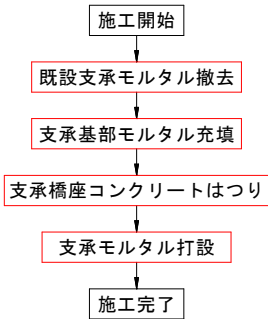 施工開始
既設支承モルタル撤去
支承基部モルタル充填
支承橋座コンクリートはつり
支承モルタル打設
施工完了